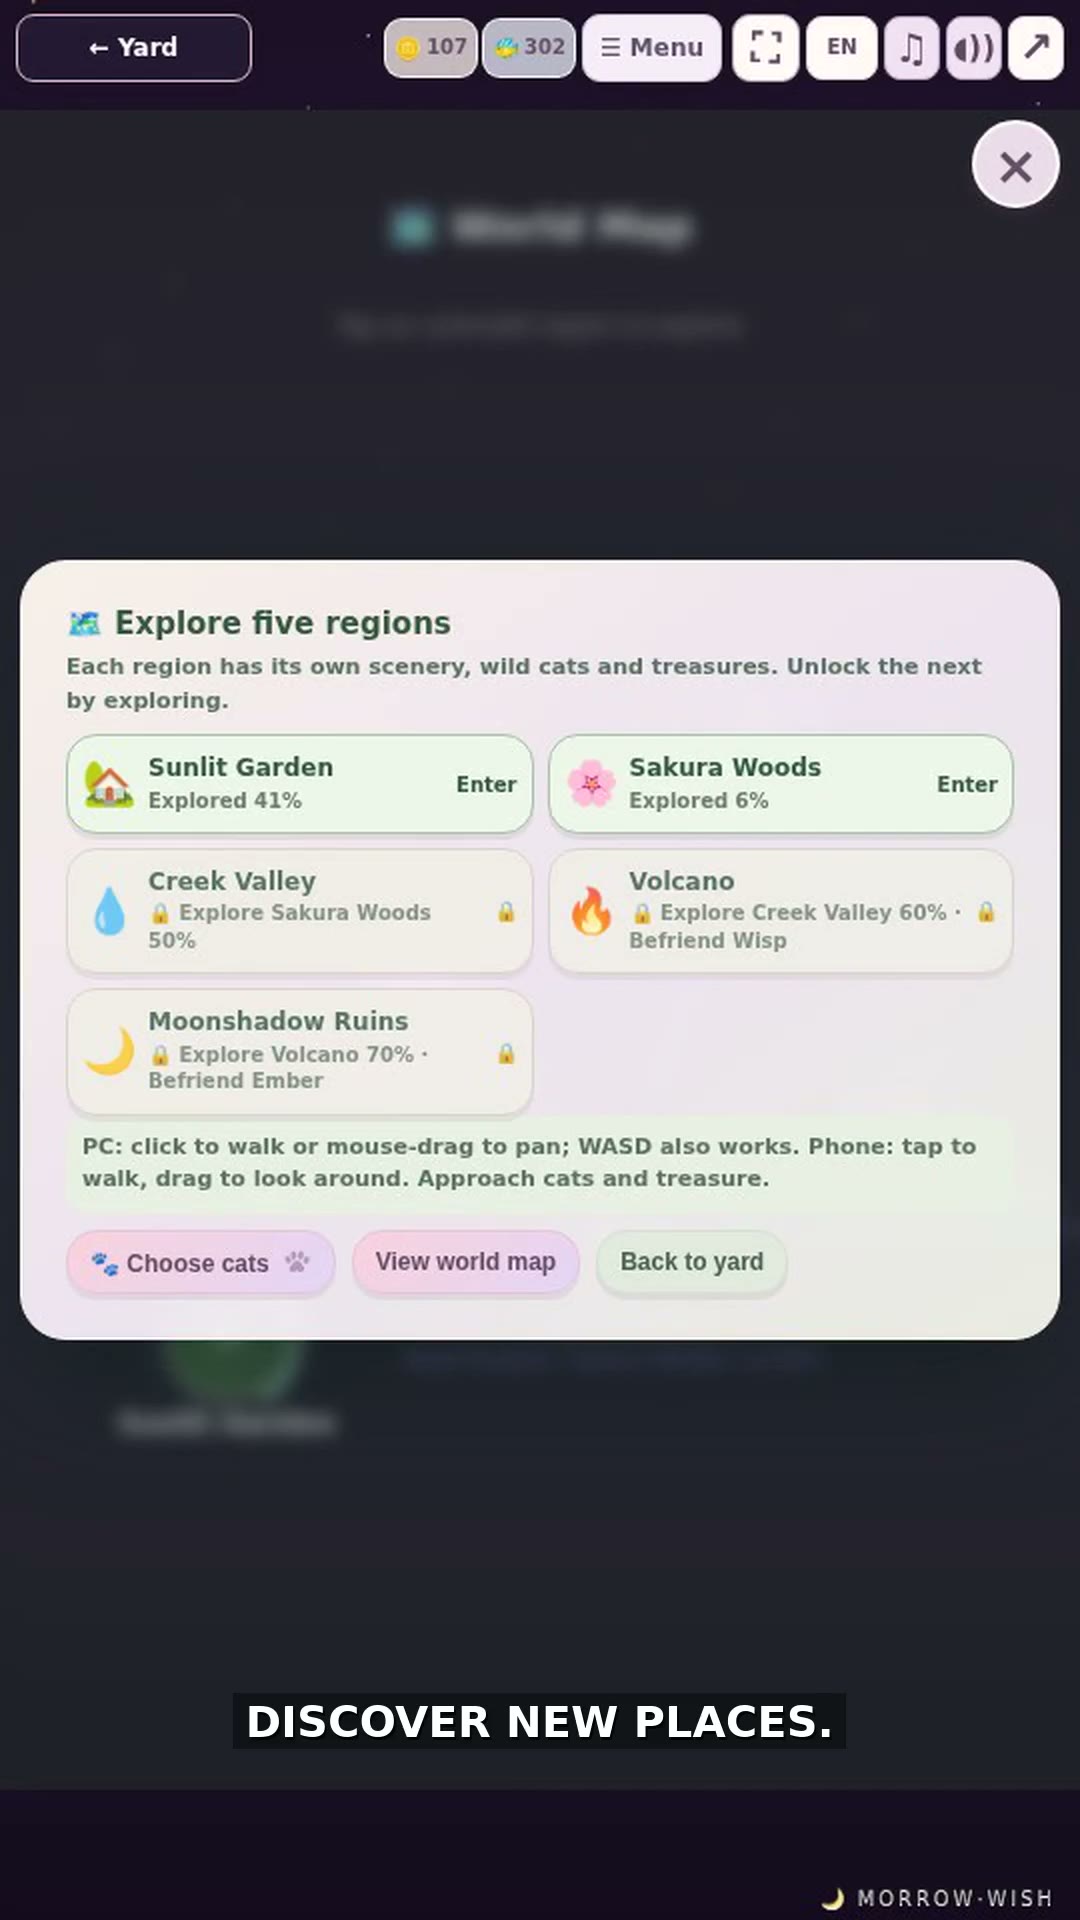 ← Yard
107
302
☰ Menu
EN
World Map
Explore five regions
Each region has its own scenery, wild cats and treasures. Unlock the next
by exploring.
Sunlit Garden
Explored 41%
Enter
Sakura Woods
Explored 6%
Enter
Creek Valley
🔒 Explore Sakura Woods
50%
Volcano
🔒 Explore Creek Valley 60% ·
Befriend Wisp
Moonshadow Ruins
🔒 Explore Volcano 70% ·
Befriend Ember
PC: click to walk or mouse-drag to pan; WASD also works. Phone: tap to
walk, drag to look around. Approach cats and treasure.
Choose cats
View world map
Back to yard
Sunlit Garden
DISCOVER NEW PLACES.
MORROW·WISH